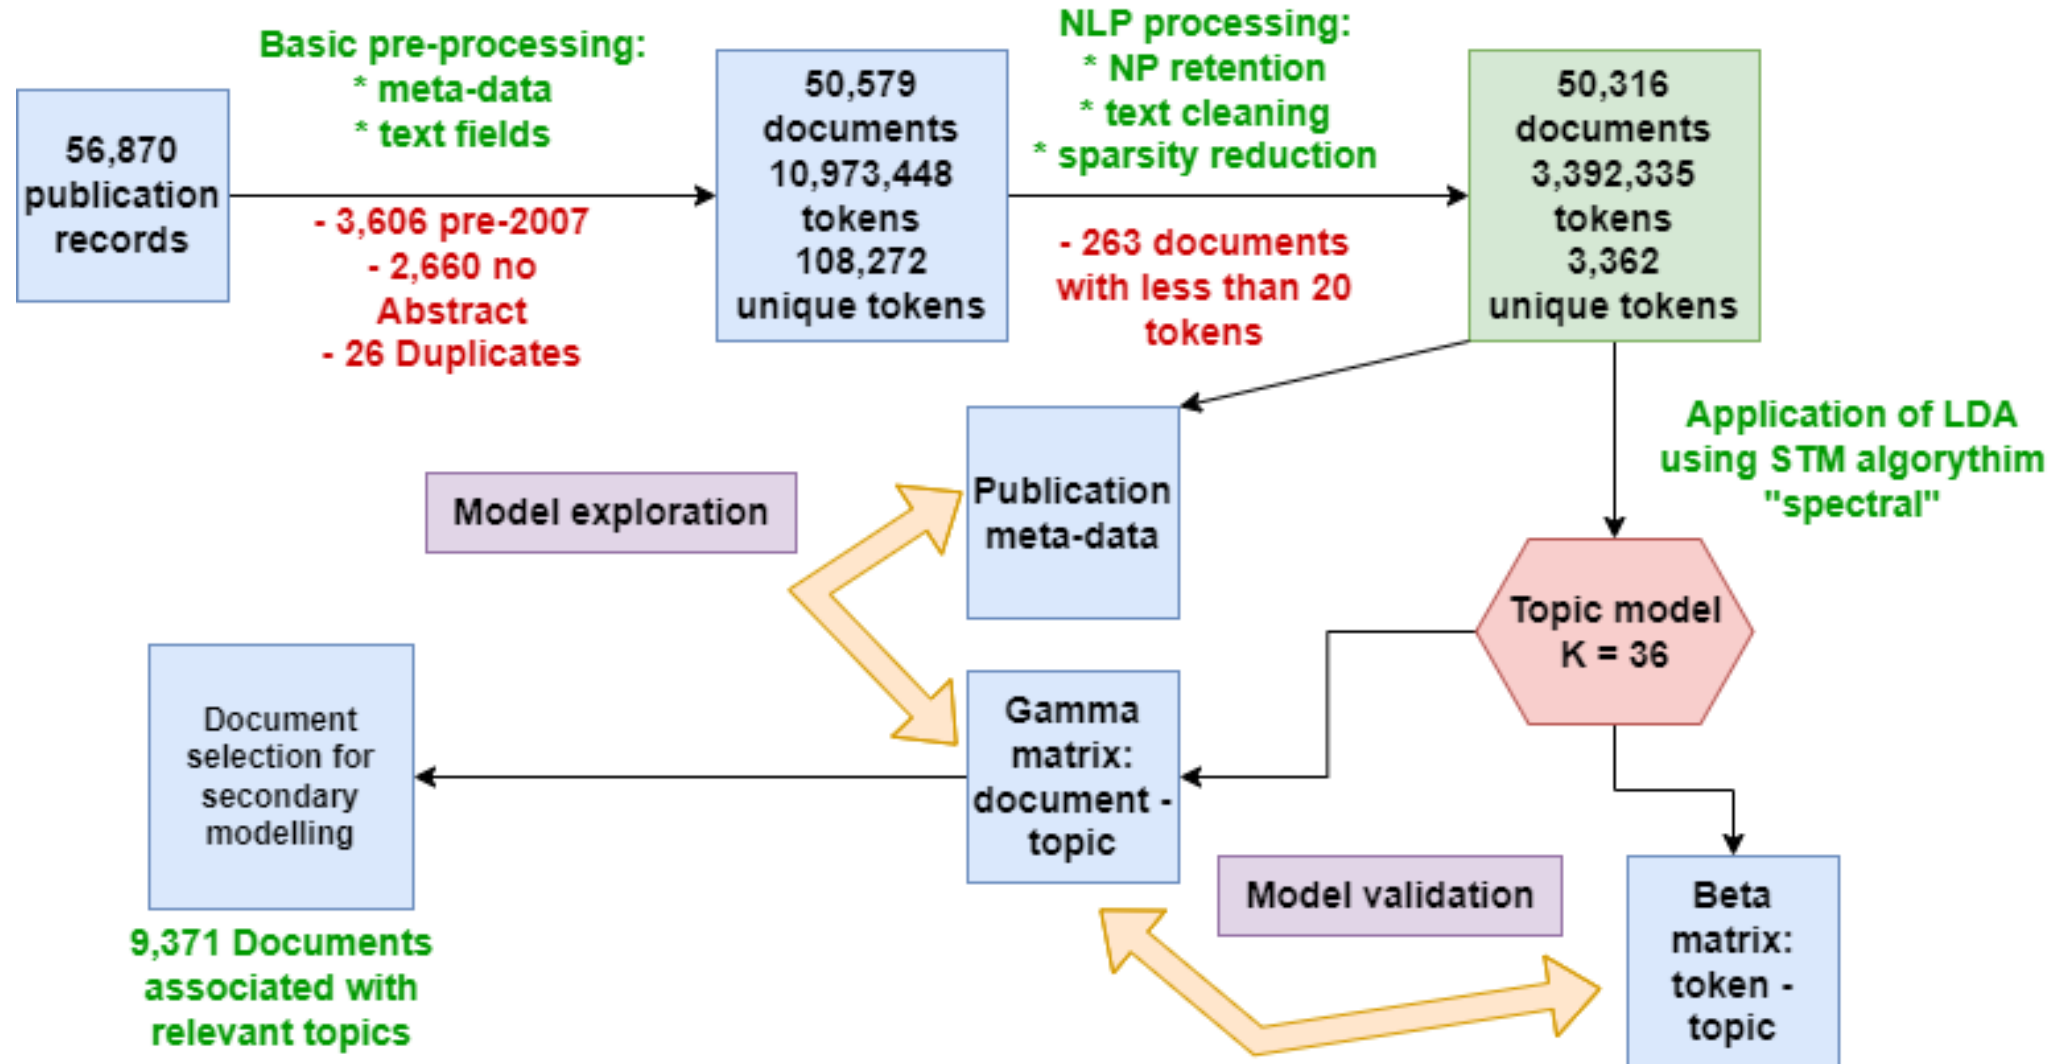 Basic pre-processing:
* meta-data
* text fields
NLP processing:
* NP retention
* text cleaning
* sparsity reduction
56,870
publication
records
- 3,606 pre-2007
- 2,660 no
Abstract
- 26 Duplicates
50,579
documents
10,973,448
tokens
108,272
unique tokens
- 263 documents
with less than 20
tokens
50,316
documents
3,392,335
tokens
3,362
unique tokens
Application of LDA
using STM algorythim
"spectral"
Model exploration
Publication
meta-data
Topic model
K = 36
Document
selection for
secondary
modelling
Gamma
matrix:
document -
topic
Model validation
Beta
matrix:
token -
topic
9,371 Documents
associated with
relevant topics